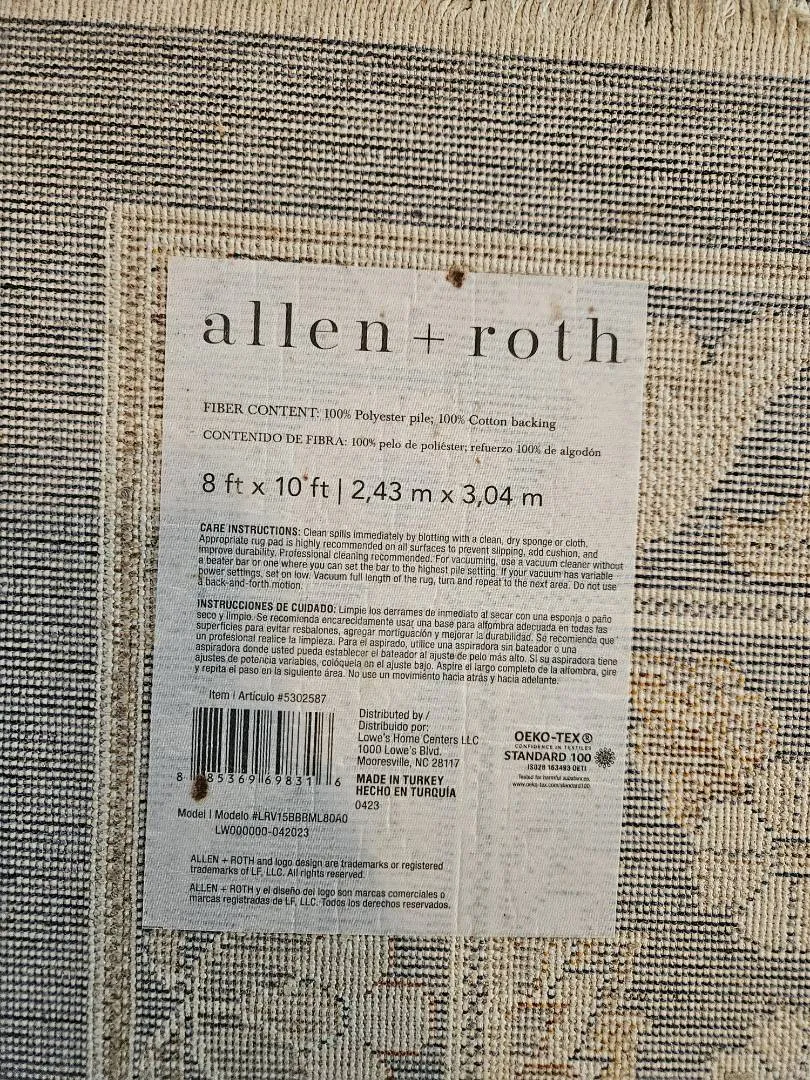 allen + roth
FIBER CONTENT: 100% Polyester pile; 100% Cotton backing
CONTENIDO DE FIBRA: 100% pelo de poliéster; refuerzo 100% de algodón
8 ft x 10 ft | 2,43 m x 3,04 m
CARE INSTRUCTIONS: Clean spills immediately by blotting with a clean, dry sponge or cloth.
Appropriate rug pad is highly recommended on all surfaces to prevent slipping, add cushion, and
improve durability. Professional cleaning recommended. For vacuuming, use a vacuum cleaner without
a beater bar or one where you can set the bar to the highest pile setting. If your vacuum has variable
power settings, set on low. Vacuum full length of the rug, turn and repeat to the next area. Do not use
a back-and-forth motion.
INSTRUCCIONES DE CUIDADO: Limpie los derrames de inmediato al secar con una esponja o paño
seco y limpio. Se recomienda encarecidamente usar una base para alfombra adecuada en todas las
superficies para evitar resbalones, agregar mortiguación y mejorar la durabilidad. Se recomienda que
un profesional realice la limpieza. Para el aspirado, utilice una aspiradora sin bateador o una
aspiradora donde usted pueda establecer el bateador al ajuste de pelo más alto. Si su aspiradora tiene
ajustes de potencia variables, colóquela en el ajuste bajo. Aspire el largo completo de la alfombra, gire
y repita el paso en la siguiente área. No use un movimiento hacia atrás y hacia adelante.
Item | Artículo #5302587
8 85369 69831 6
Model | Modelo #LRV15BBBML80A0
LW000000-042023
Distributed by /
Distribuido por:
Lowe's Home Centers LLC
1000 Lowe's Blvd.
Mooresville, NC 28117
MADE IN TURKEY
HECHO EN TURQUÍA
0423
OEKO-TEX®
CONFIDENCE IN TEXTILES
STANDARD 100
IS028 163493 OETI
Tested for harmful substances.
www.oeko-tex.com/standard100
ALLEN + ROTH and logo design are trademarks or registered
trademarks of LF, LLC. All rights reserved.
ALLEN + ROTH y el diseño del logo son marcas comerciales o
marcas registradas de LF, LLC. Todos los derechos reservados.